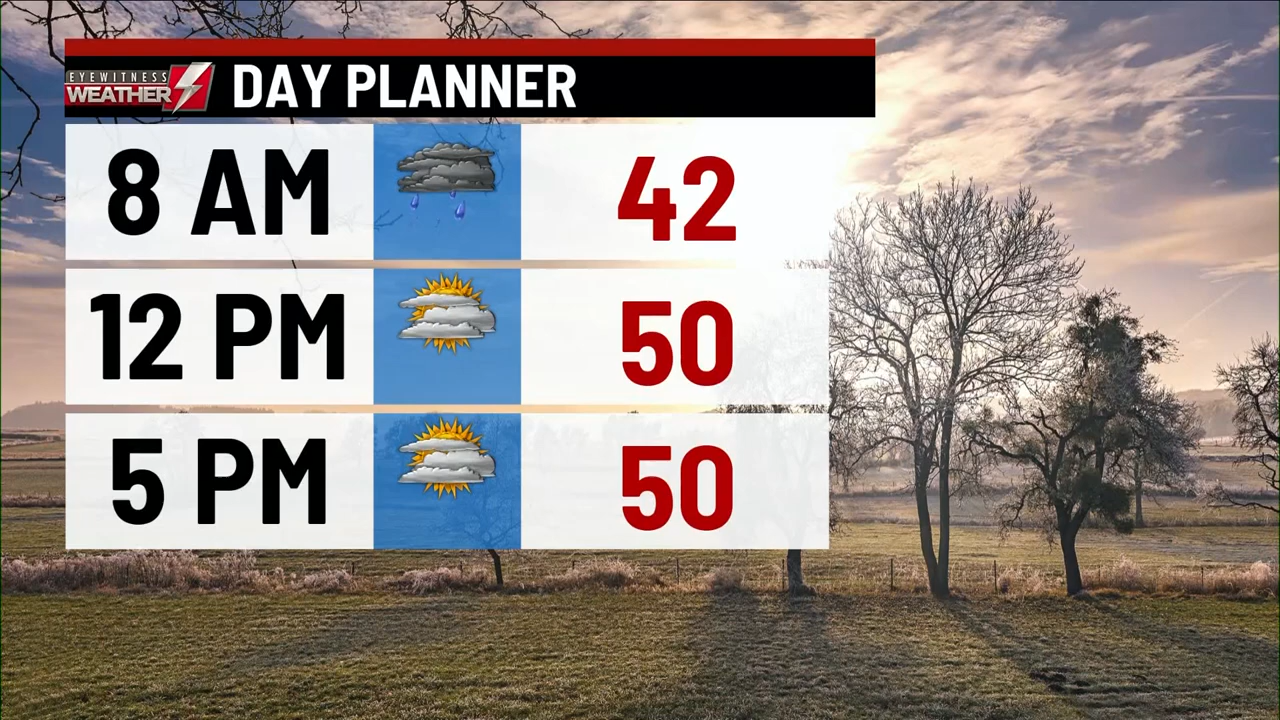 EYEWITNESS
WEATHER
DAY PLANNER
8 AM 42
12 PM 50
5 PM 50